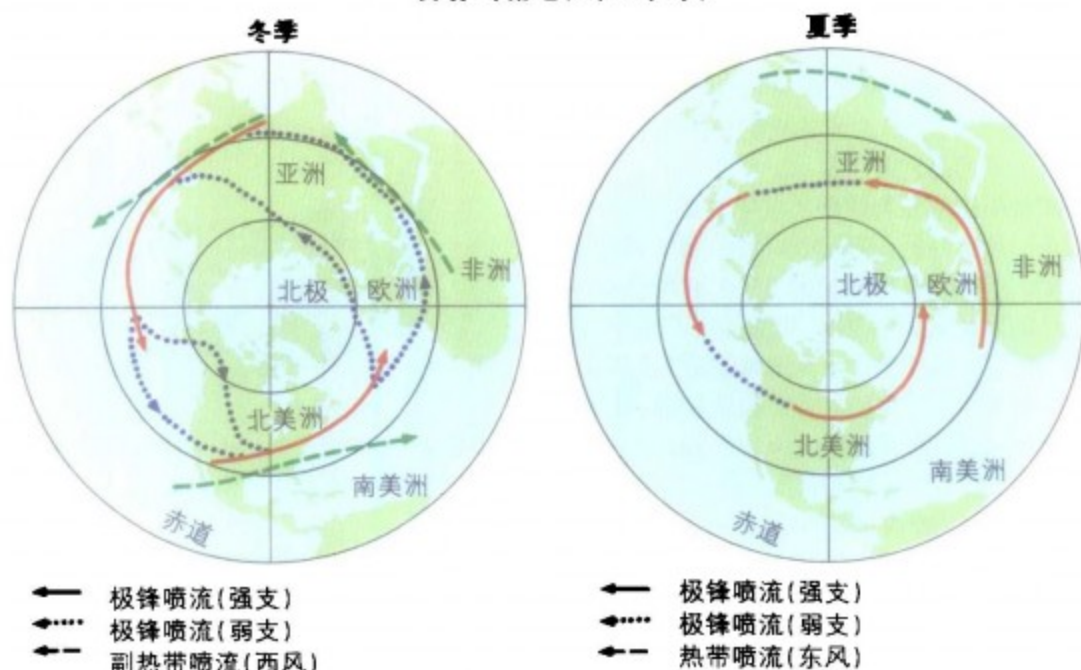 冬季
亚洲
北极
欧洲
非洲
北美洲
南美洲
赤道
极锋喷流(强支)
极锋喷流(弱支)
副热带喷流(西风)
夏季
亚洲
北极
欧洲
非洲
北美洲
南美洲
赤道
极锋喷流(强支)
极锋喷流(弱支)
热带喷流(东风)